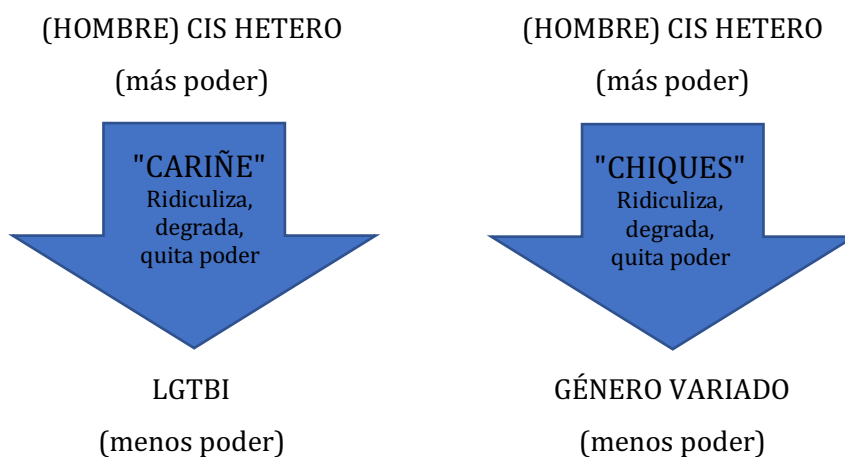 (HOMBRE) CIS HETERO
(más poder)
"CARIÑE"
Ridiculiza,
degrada,
quita poder
LGTBI
(menos poder)
(HOMBRE) CIS HETERO
(más poder)
"CHIQUES"
Ridiculiza,
degrada,
quita poder
GÉNERO VARIADO
(menos poder)